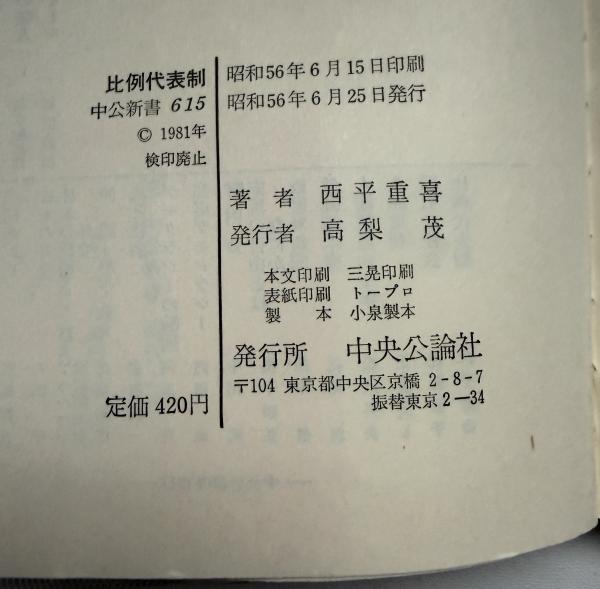 比例代表制
中公新書 615
© 1981年
検印廃止
定価 420円
昭和56年6月15日印刷
昭和56年6月25日発行
著者 西平重喜
発行者 高梨茂
本文印刷 三晃印刷
表紙印刷 トープロ
製本 小泉製本
発行所 中央公論社
〒104 東京都中央区京橋 2-8-7
振替東京 2-34